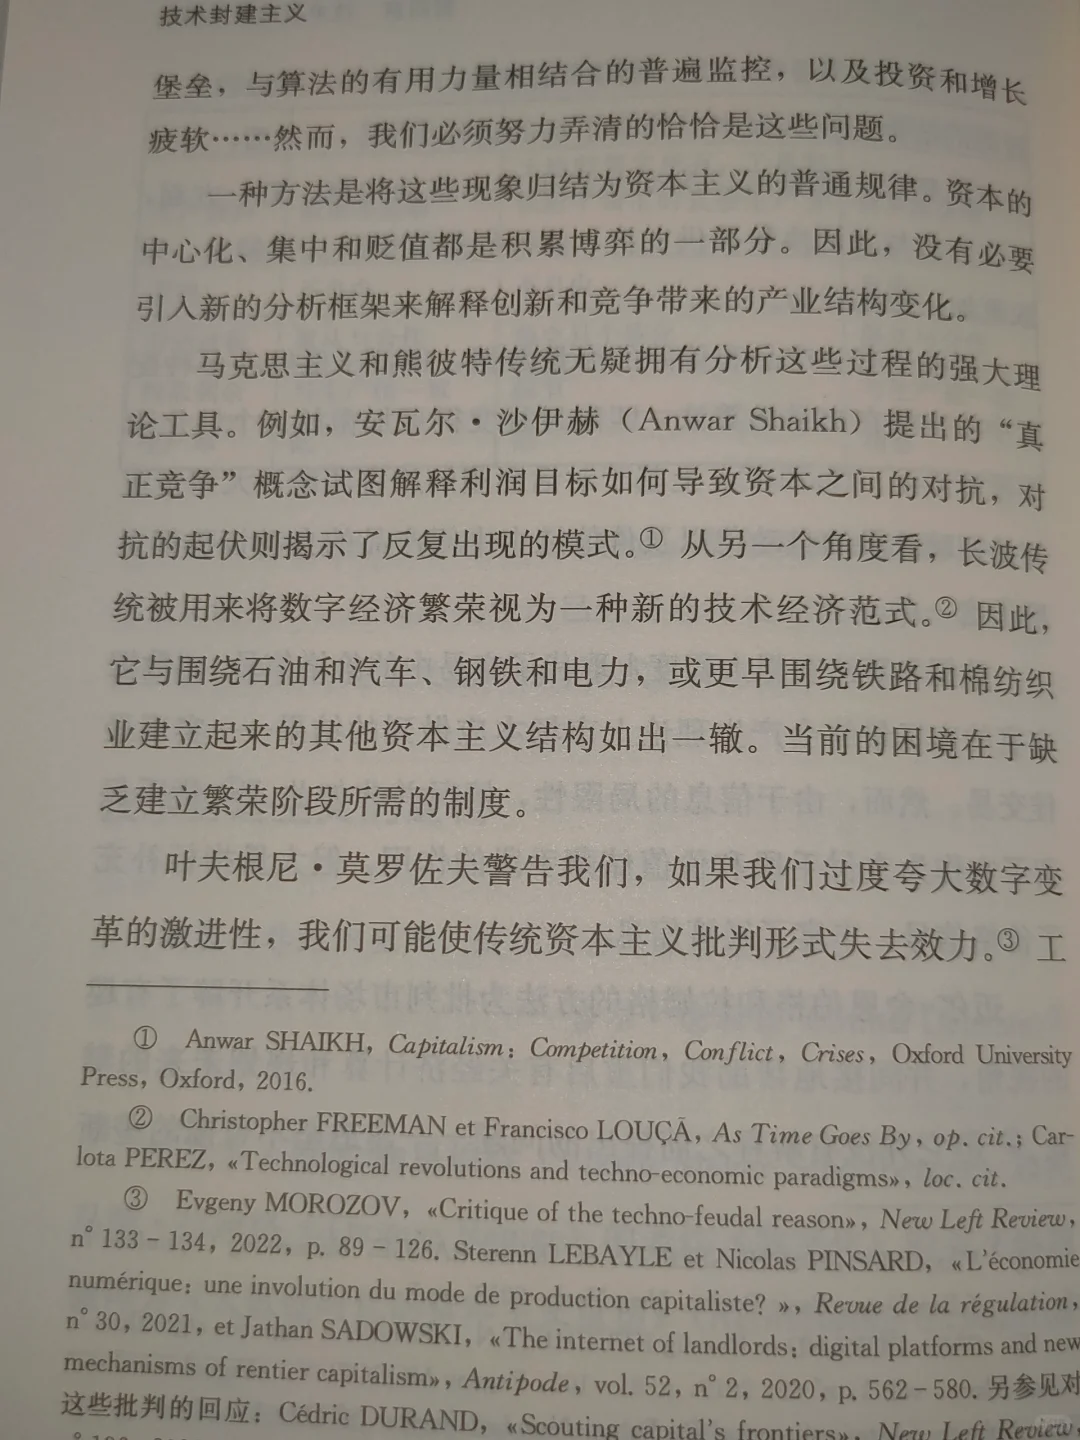 技术封建主义
堡垒，与算法的有用力量相结合的普遍监控，以及投资和增长
疲软……然而，我们必须努力弄清的恰恰是这些问题。
一种方法是将这些现象归结为资本主义的普通规律。资本的
中心化、集中和贬值都是积累博弈的一部分。因此，没有必要
引入新的分析框架来解释创新和竞争带来的产业结构变化。
马克思主义和熊彼特传统无疑拥有分析这些过程的强大理
论工具。例如，安瓦尔·沙伊赫（Anwar Shaikh）提出的“真
正竞争”概念试图解释利润目标如何导致资本之间的对抗，对
抗的起伏则揭示了反复出现的模式。① 从另一个角度看，长波传
统被用来将数字经济繁荣视为一种新的技术经济范式。② 因此，
它与围绕石油和汽车、钢铁和电力，或更早围绕铁路和棉纺织
业建立起来的其他资本主义结构如出一辙。当前的困境在于缺
乏建立繁荣阶段所需的制度。
叶夫根尼·莫罗佐夫警告我们，如果我们过度夸大数字变
革的激进性，我们可能使传统资本主义批判形式失去效力。③ 工
① Anwar SHAIKH, Capitalism: Competition, Conflict, Crises, Oxford University
Press, Oxford, 2016.
② Christopher FREEMAN et Francisco LOUÇÃ, As Time Goes By, op. cit.; Car-
lota PEREZ, «Technological revolutions and techno-economic paradigms», loc. cit.
③ Evgeny MOROZOV, «Critique of the techno-feudal reason», New Left Review,
n° 133 – 134, 2022, p. 89 – 126. Sterenn LEBAYLE et Nicolas PINSARD, «L'économie
numérique: une involution du mode de production capitaliste? », Revue de la régulation,
n° 30, 2021, et Jathan SADOWSKI, «The internet of landlords: digital platforms and new
mechanisms of rentier capitalism», Antipode, vol. 52, n° 2, 2020, p. 562 – 580. 另参见对
这些批判的回应：Cédric DURAND, «Scouting capital's frontiers», New Left Review,